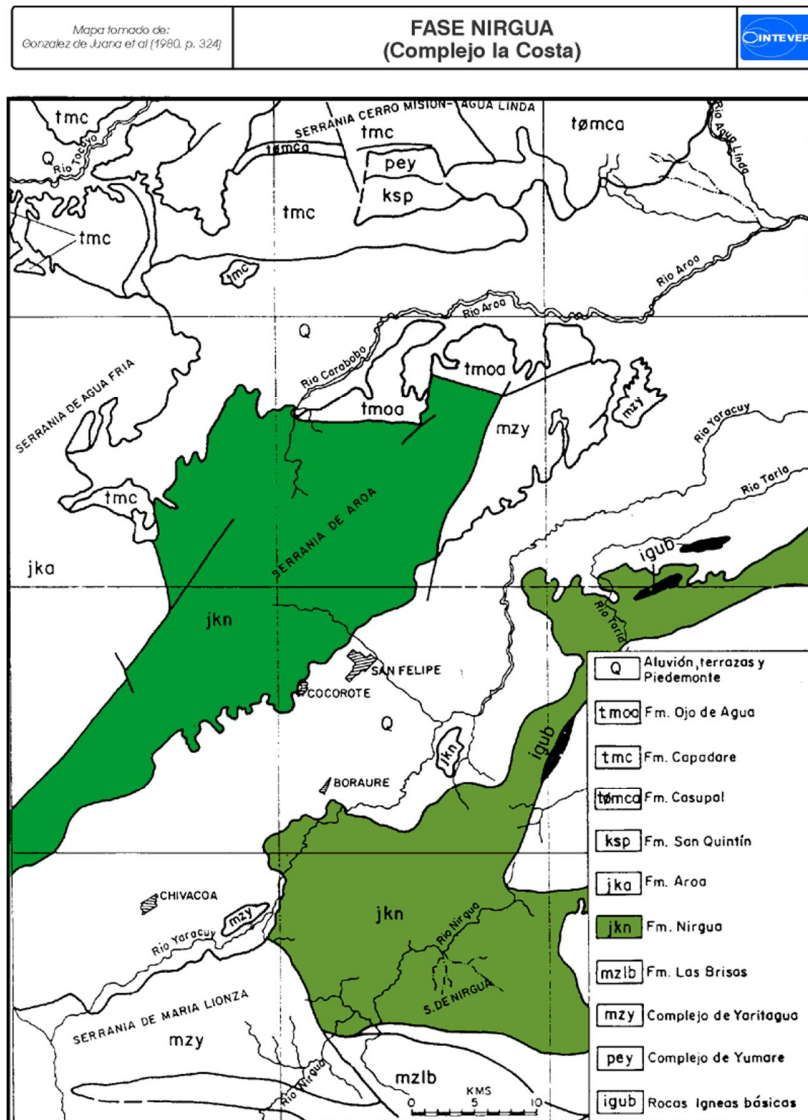 Mapa tomado de:
Gonzalez de Juana et al (1980, p. 324)
FASE NIRGUA
(Complejo la Costa)
CINTEVEP
tmc
SERRANIA CERRO MISION-AGUA LINDA
tmc
tømca
Rio Agua Linda
Q
Rio Tocuyo
tømca
pey
ksp
tmc
tmc
tmc
Rio Aroa
Q
Rio Carabobo
Rio Aroa
SERRANIA DE AGUA FRIA
tmoa
tmoa
mzy
mzy
Rio Yaracuy
Rio Taria
tmc
SERRANIA DE AROA
igub
jka
jkn
Rio Taria
SAN FELIPE
COCOROTE
Q
jkn
igub
BORAURE
CHIVACOA
mzy
Rio Yaracuy
jkn
Rio Nirgua
S. DE NIRGUA
SERRANIA DE MARIA LIONZA
mzy
Rio Nirgua
mzlb
KMS
0 5 10
Q Aluvión, terrazas y
Piedemonte
tmoa Fm. Ojo de Agua
tmc Fm. Capadare
tømca Fm. Casupal
ksp Fm. San Quintín
jka Fm. Aroa
jkn Fm. Nirgua
mzlb Fm. Las Brisas
mzy Complejo de Yaritagua
pey Complejo de Yumare
igub Rocas Igneas básicas